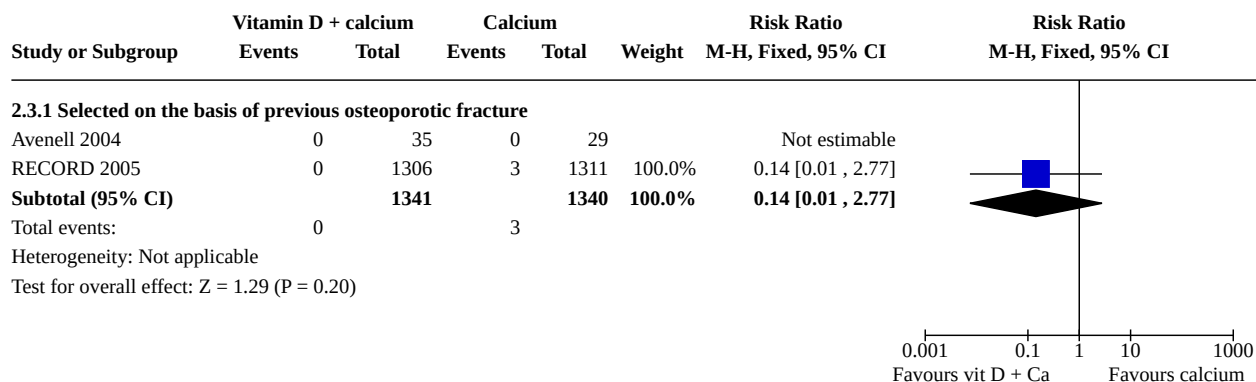 Vitamin D + calcium Calcium Risk Ratio Risk Ratio
Study or Subgroup Events Total Events Total Weight M-H, Fixed, 95% CI M-H, Fixed, 95% CI
2.3.1 Selected on the basis of previous osteoporotic fracture
Avenell 2004 0 35 0 29 Not estimable
RECORD 2005 0 1306 3 1311 100.0% 0.14 [0.01 , 2.77]
Subtotal (95% CI) 1341 1340 100.0% 0.14 [0.01 , 2.77]
Total events: 0 3
Heterogeneity: Not applicable
Test for overall effect: Z = 1.29 (P = 0.20)
0.001 0.1 1 10 1000
Favours vit D + Ca Favours calcium